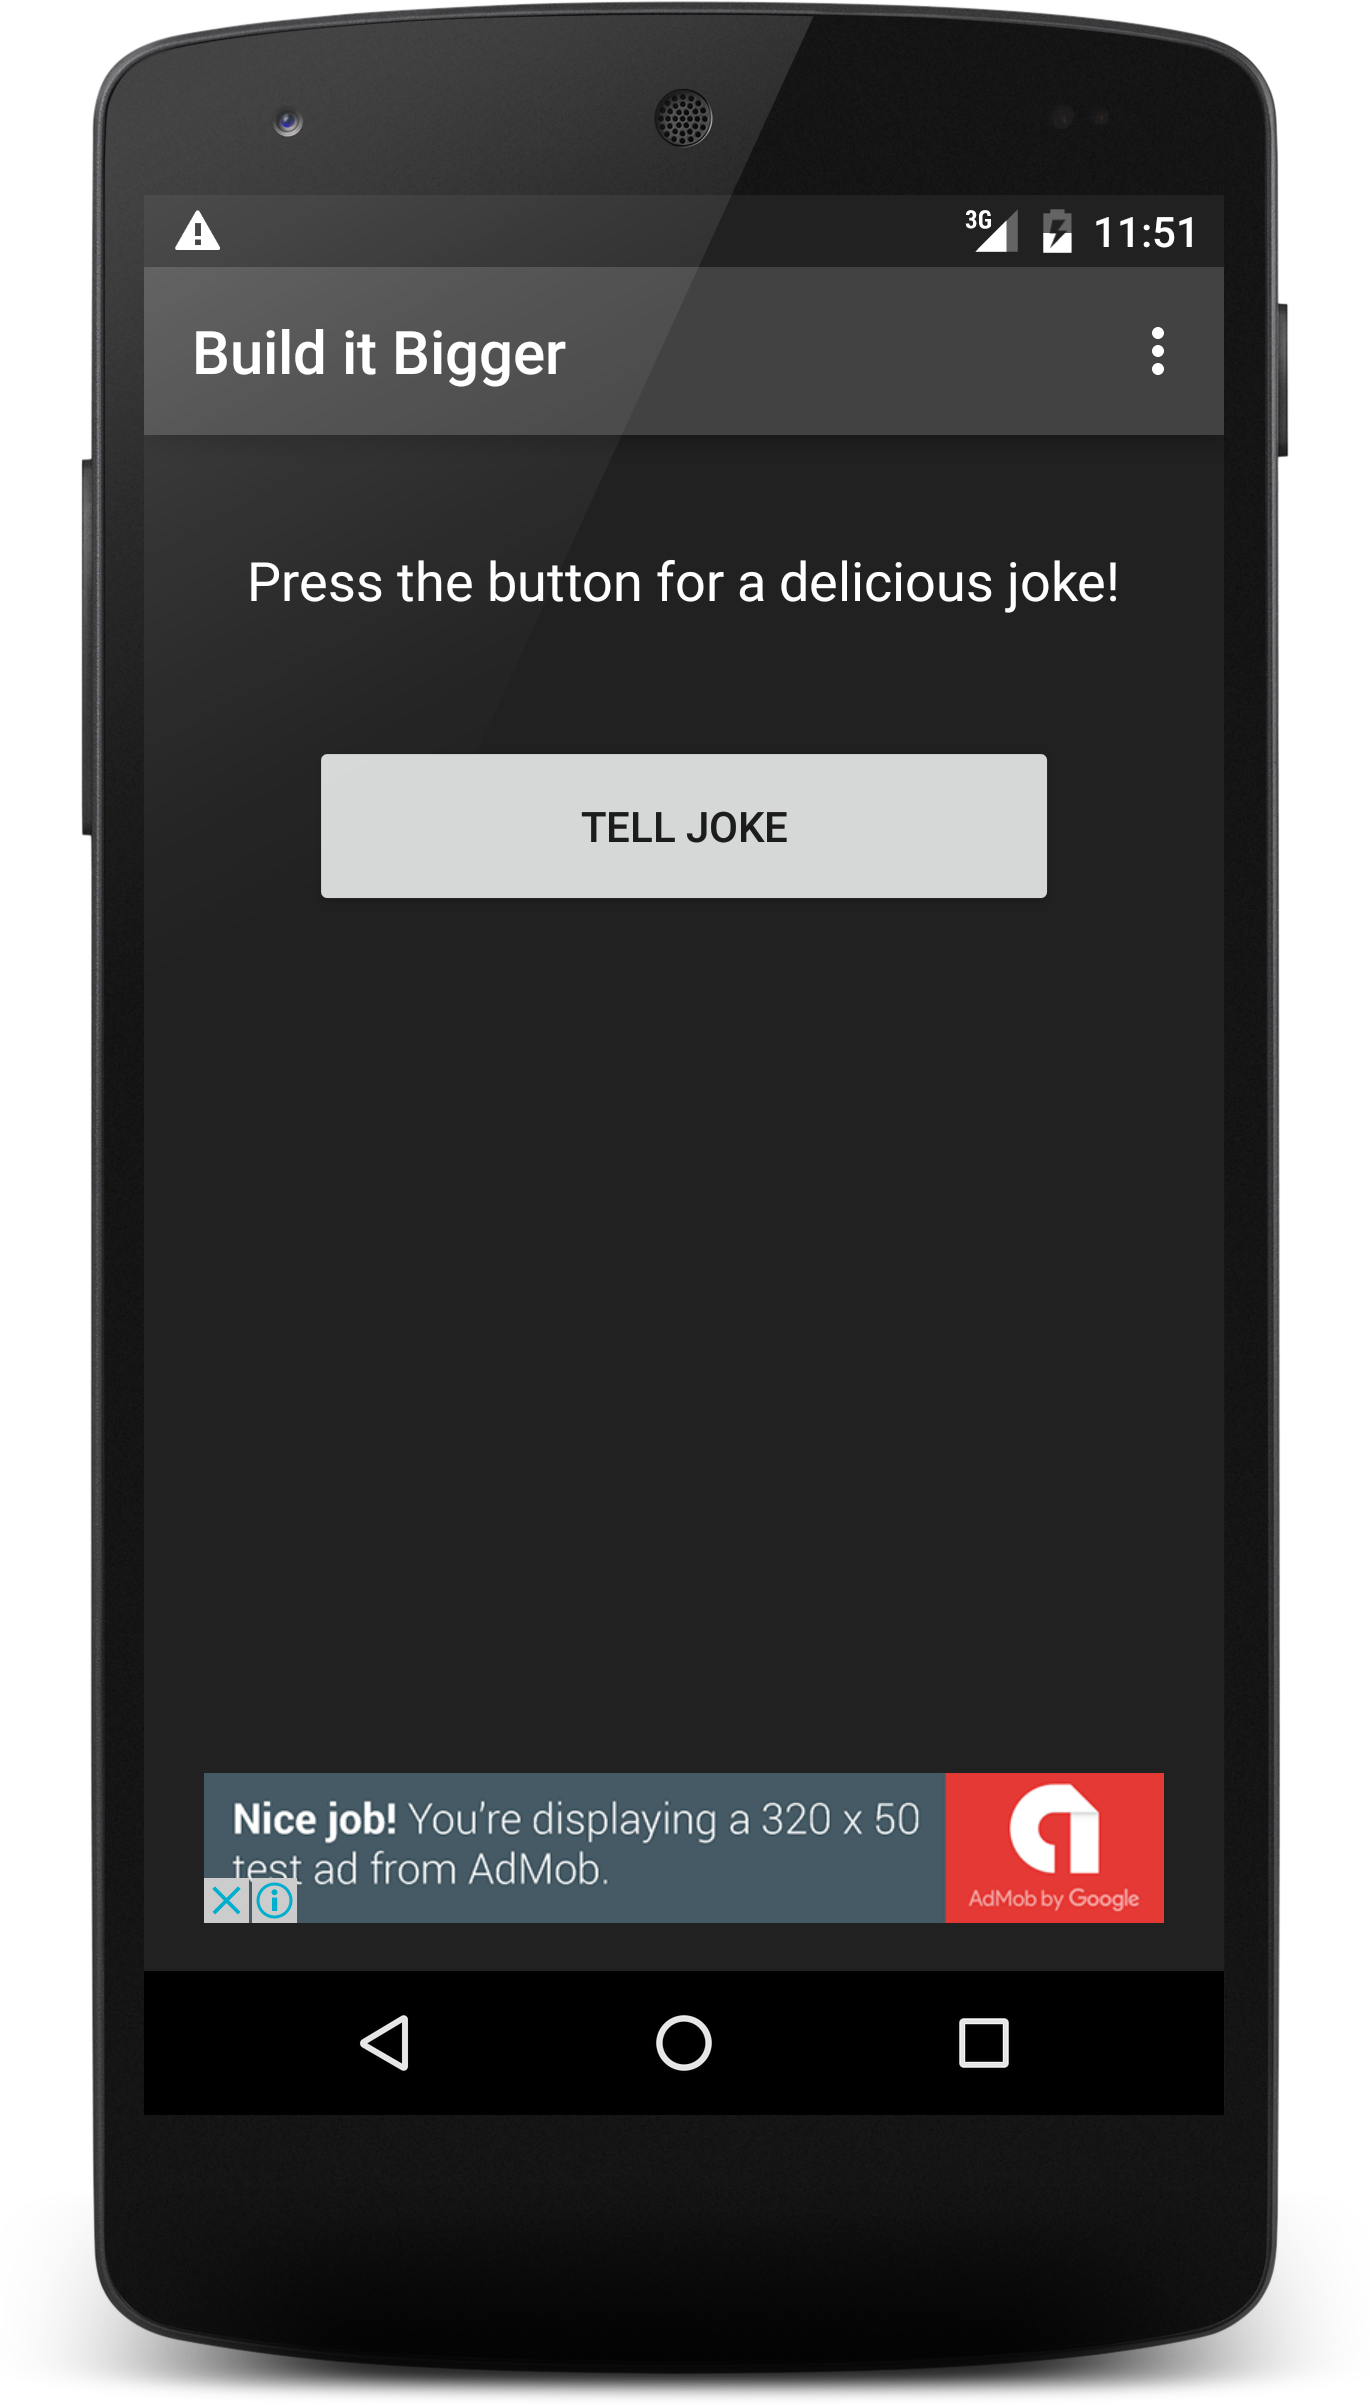 3G 11:51
Build it Bigger
Press the button for a delicious joke!
TELL JOKE
Nice job! You're displaying a 320 x 50
test ad from AdMob.
AdMob by Google